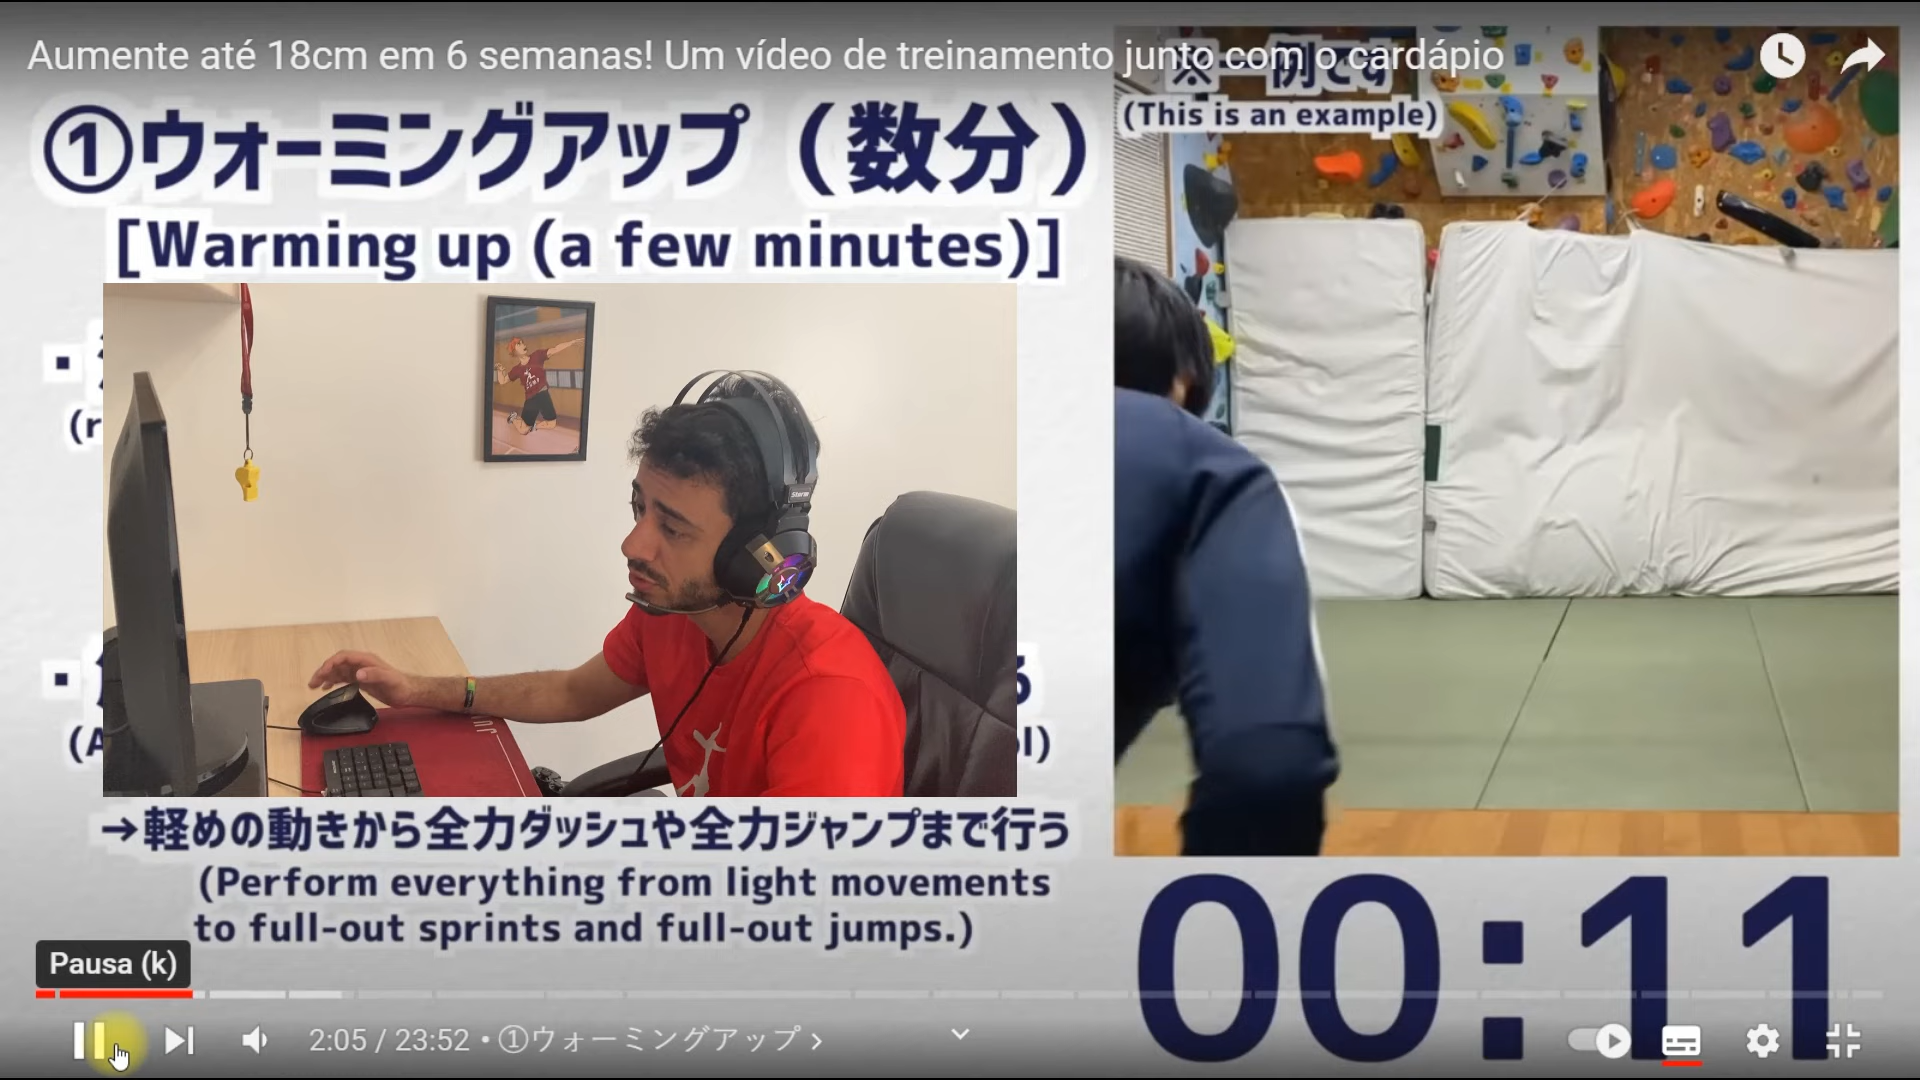 Aumente até 18cm em 6 semanas! Um vídeo de treinamento junto com o cardápio
※一例です
(This is an example)
①ウォーミングアップ（数分）
[Warming up (a few minutes)]
→軽めの動きから全力ダッシュや全力ジャンプまで行う
(Perform everything from light movements
to full-out sprints and full-out jumps.)
00:11
Pausa (k)
2:05 / 23:52 • ①ウォーミングアップ